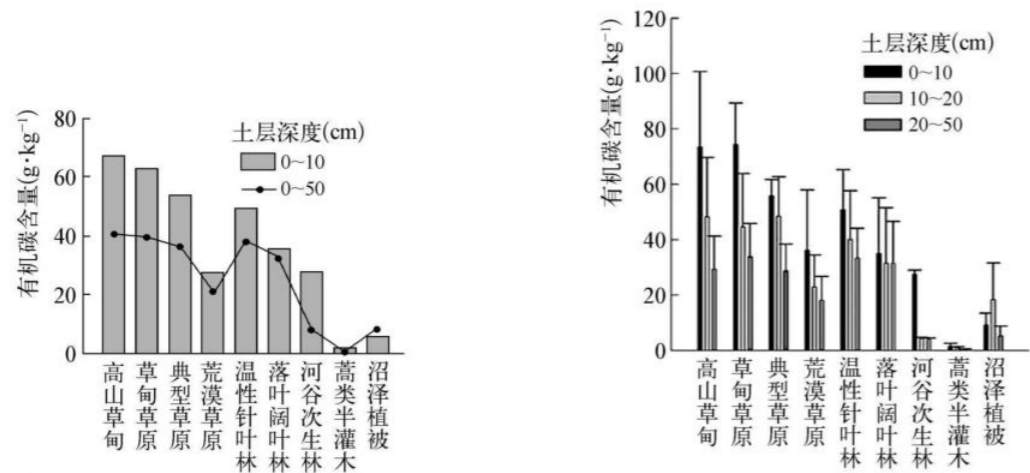 有机碳含量(g·kg⁻¹)
80
60
40
20
0
土层深度(cm)
0~10
0~50
高山草甸
草甸草原
典型草原
荒漠草原
温性针叶林
落叶阔叶林
河谷次生林
蒿类半灌木
沼泽植被
有机碳含量(g·kg⁻¹)
120
100
80
60
40
20
0
土层深度(cm)
0~10
10~20
20~50
高山草甸
草甸草原
典型草原
荒漠草原
温性针叶林
落叶阔叶林
河谷次生林
蒿类半灌木
沼泽植被